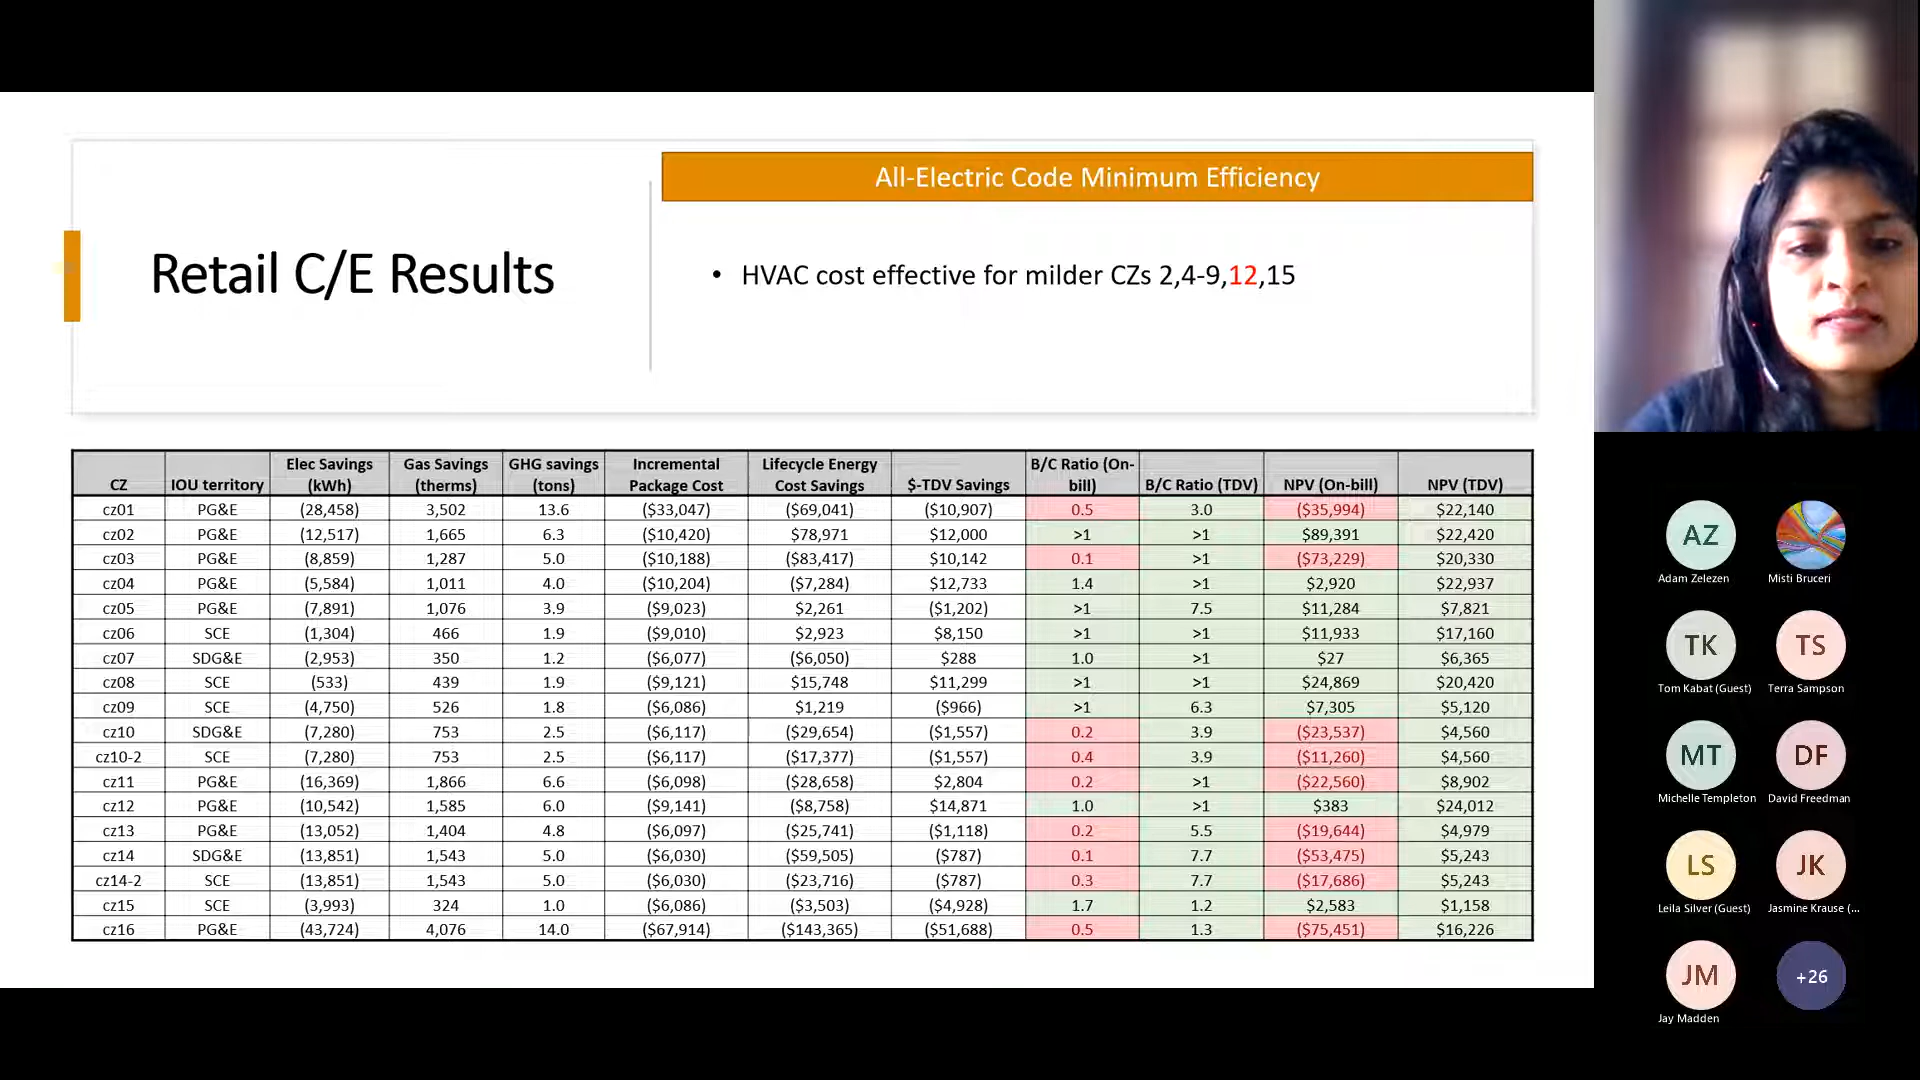 All-Electric Code Minimum Efficiency
Retail C/E Results
• HVAC cost effective for milder CZs 2,4-9,12,15
CZ IOU territory Elec Savings (kWh) Gas Savings (therms) GHG savings (tons) Incremental Package Cost Lifecycle Energy Cost Savings $-TDV Savings B/C Ratio (On-bill) B/C Ratio (TDV) NPV (On-bill) NPV (TDV)
cz01 PG&E (28,458) 3,502 13.6 ($33,047) ($69,041) ($10,907) 0.5 3.0 ($35,994) $22,140
cz02 PG&E (12,517) 1,665 6.3 ($10,420) $78,971 $12,000 >1 >1 $89,391 $22,420
cz03 PG&E (8,859) 1,287 5.0 ($10,188) ($83,417) $10,142 0.1 >1 ($73,229) $20,330
cz04 PG&E (5,584) 1,011 4.0 ($10,204) ($7,284) $12,733 1.4 >1 $2,920 $22,937
cz05 PG&E (7,891) 1,076 3.9 ($9,023) $2,261 ($1,202) >1 7.5 $11,284 $7,821
cz06 SCE (1,304) 466 1.9 ($9,010) $2,923 $8,150 >1 >1 $11,933 $17,160
cz07 SDG&E (2,953) 350 1.2 ($6,077) ($6,050) $288 1.0 >1 $27 $6,365
cz08 SCE (533) 439 1.9 ($9,121) $15,748 $11,299 >1 >1 $24,869 $20,420
cz09 SCE (4,750) 526 1.8 ($6,086) $1,219 ($966) >1 6.3 $7,305 $5,120
cz10 SDG&E (7,280) 753 2.5 ($6,117) ($29,654) ($1,557) 0.2 3.9 ($23,537) $4,560
cz10-2 SCE (7,280) 753 2.5 ($6,117) ($17,377) ($1,557) 0.4 3.9 ($11,260) $4,560
cz11 PG&E (16,369) 1,866 6.6 ($6,098) ($28,658) $2,804 0.2 >1 ($22,560) $8,902
cz12 PG&E (10,542) 1,585 6.0 ($9,141) ($8,758) $14,871 1.0 >1 $383 $24,012
cz13 PG&E (13,052) 1,404 4.8 ($6,097) ($25,741) ($1,118) 0.2 5.5 ($19,644) $4,979
cz14 SDG&E (13,851) 1,543 5.0 ($6,030) ($59,505) ($787) 0.1 7.7 ($53,475) $5,243
cz14-2 SCE (13,851) 1,543 5.0 ($6,030) ($23,716) ($787) 0.3 7.7 ($17,686) $5,243
cz15 SCE (3,993) 324 1.0 ($6,086) ($3,503) ($4,928) 1.7 1.2 $2,583 $1,158
cz16 PG&E (43,724) 4,076 14.0 ($67,914) ($143,365) ($51,688) 0.5 1.3 ($75,451) $16,226
AZ
Adam Zelezen Misti Bruceri
TK TS
Tom Kabat (Guest) Terra Sampson
MT DF
Michelle Templeton David Freedman
LS JK
Leila Silver (Guest) Jasmine Krause (...
JM +26
Jay Madden